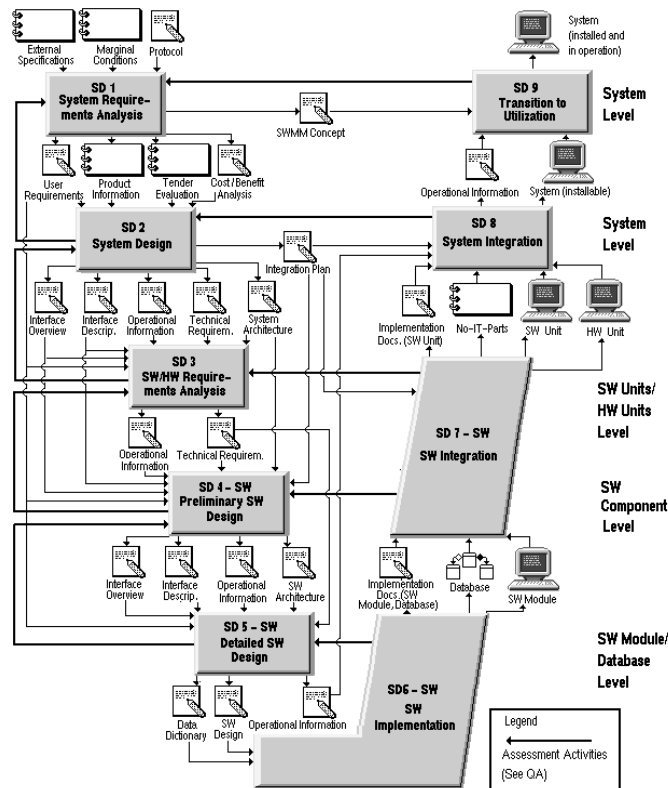 External
Specifications
Marginal
Conditions
Protocol
System
(installed and
in operation)
SD 1
System Require-
ments Analysis
SD 9
Transition to
Utilization
System
Level
SWMM Concept
User
Requirements
Product
Information
Tender
Evaluation
Cost/Benefit
Analysis
Operational Information
System (installable)
SD 2
System Design
SD 8
System Integration
System
Level
Integration Plan
Interface
Overview
Interface
Descrip.
Operational
Information
Technical
Requirem.
System
Architecture
Implementation
Docs. (SW Unit)
No-IT-Parts
SW Unit
HW Unit
SD 3
SW/HW Require-
ments Analysis
SW Units/
HW Units
Level
Operational
Information
Technical Requirem.
SD 7 - SW
SW Integration
SD 4 - SW
Preliminary SW
Design
SW
Component
Level
Interface
Overview
Interface
Descrip.
Operational
Information
SW
Architecture
Implementation
Docs. (SW
Module, Database)
Database
SW Module
SD 5 - SW
Detailed SW
Design
SW Module/
Database
Level
SD6 - SW
SW
Implementation
Data
Dictionary
SW
Design
Operational Information
Legend
Assessment Activities
(See QA)